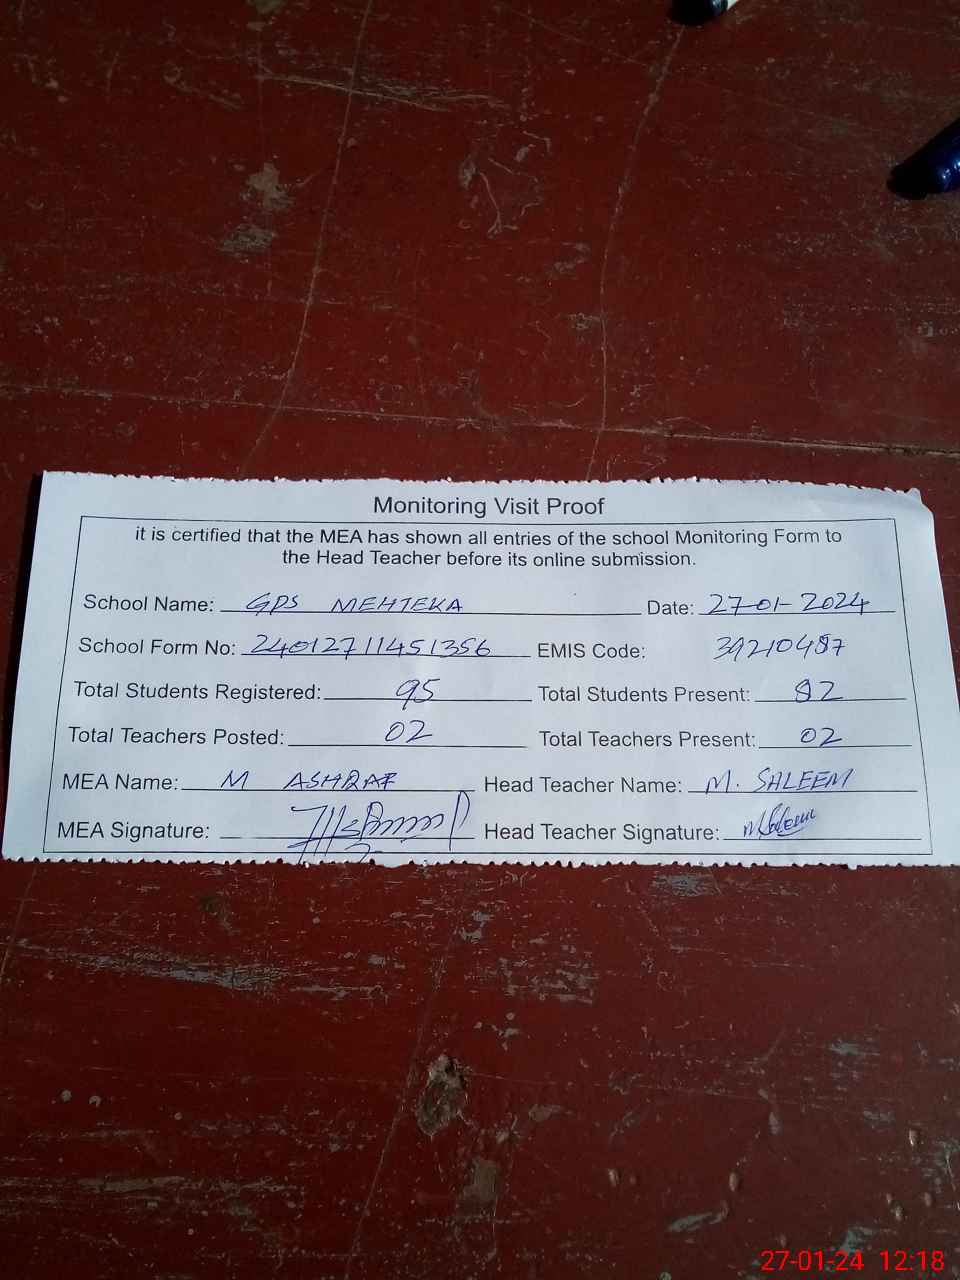 Monitoring Visit Proof
it is certified that the MEA has shown all entries of the school Monitoring Form to
the Head Teacher before its online submission.
School Name: GPS MEHTEKA Date: 27-01-2024
School Form No: 24012711451356 EMIS Code: 39210487
Total Students Registered: 95 Total Students Present: 82
Total Teachers Posted: 02 Total Teachers Present: 02
MEA Name: M ASHRAF Head Teacher Name: M. SALEEM
MEA Signature: Head Teacher Signature: M.Saleem
27-01-24 12:18